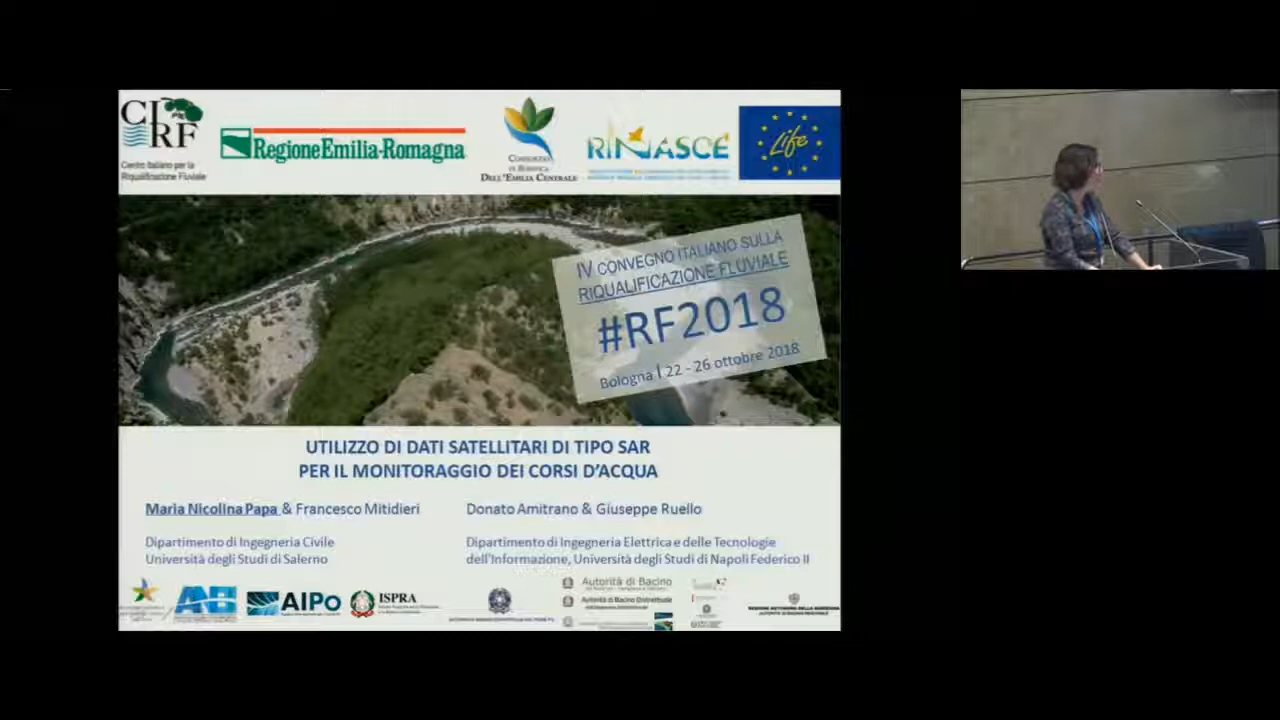 CIRF
Centro Italiano per la
Riqualificazione Fluviale
RegioneEmilia-Romagna
CONSORZIO
DI BONIFICA
DELL'EMILIA CENTRALE
RINASCE
Life
IV CONVEGNO ITALIANO SULLA
RIQUALIFICAZIONE FLUVIALE
#RF2018
Bologna | 22 - 26 ottobre 2018
UTILIZZO DI DATI SATELLITARI DI TIPO SAR
PER IL MONITORAGGIO DEI CORSI D'ACQUA
Maria Nicolina Papa & Francesco Mitidieri
Donato Amitrano & Giuseppe Ruello
Dipartimento di Ingegneria Civile
Università degli Studi di Salerno
Dipartimento di Ingegneria Elettrica e delle Tecnologie
dell'Informazione, Università degli Studi di Napoli Federico II
AIPo
ISPRA
Autorità di Bacino
Autorità di Bacino Distrettuale